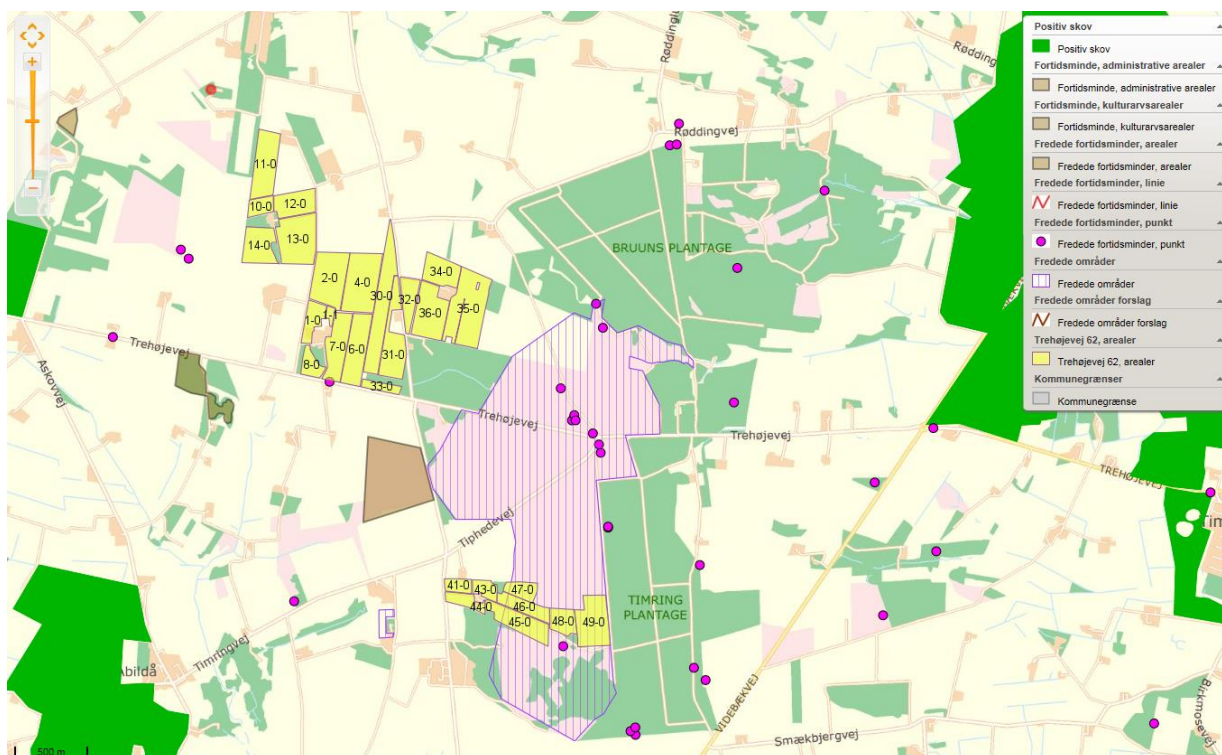 Positiv skov
Positiv skov
Fortidsminde, administrative arealer
Fortidsminde, administrative arealer
Fortidsminde, kulturarvsarealer
Fortidsminde, kulturarvsarealer
Fredede fortidsminder, arealer
Fredede fortidsminder, arealer
Fredede fortidsminder, linie
Fredede fortidsminder, linie
Fredede fortidsminder, punkt
Fredede fortidsminder, punkt
Fredede områder
Fredede områder
Fredede områder forslag
Fredede områder forslag
Trehøjevej 62, arealer
Trehøjevej 62, arealer
Kommunegrænser
Kommunegrænse
Røddingvej
BRUUNS PLANTAGE
11-0
10-0
12-0
14-0
13-0
2-0
4-0
30-0
34-0
32-0
36-0
35-0
1-0
1-1
7-0
6-0
31-0
8-0
33-0
Trehøjevej
Askovvej
Trehøjevej
Trehøjevej
TREHØJEVEJ
Tiphedevej
41-0
43-0
47-0
44-0
46-0
45-0
48-0
49-0
TIMRING
PLANTAGE
Timringvej
VIDEBÆKVEJ
Smækbjergvej
Birkmosevej
500 m